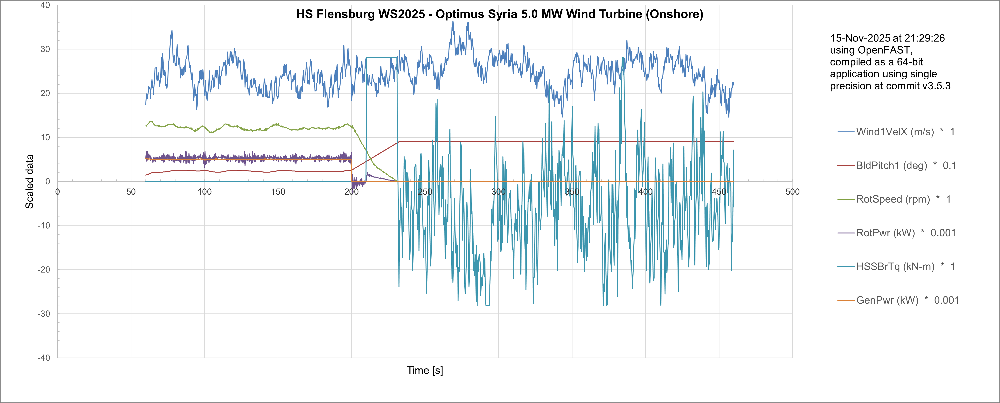 HS Flensburg WS2025 - Optimus Syria 5.0 MW Wind Turbine (Onshore)
40
30
20
10
0
-10
-20
-30
-40
Scaled data
0 50 100 150 200 250 300 350 400 450 500
Time [s]
15-Nov-2025 at 21:29:26
using OpenFAST,
compiled as a 64-bit
application using single
precision at commit v3.5.3
Wind1VelX (m/s) * 1
BldPitch1 (deg) * 0.1
RotSpeed (rpm) * 1
RotPwr (kW) * 0.001
HSSBrTq (kN-m) * 1
GenPwr (kW) * 0.001